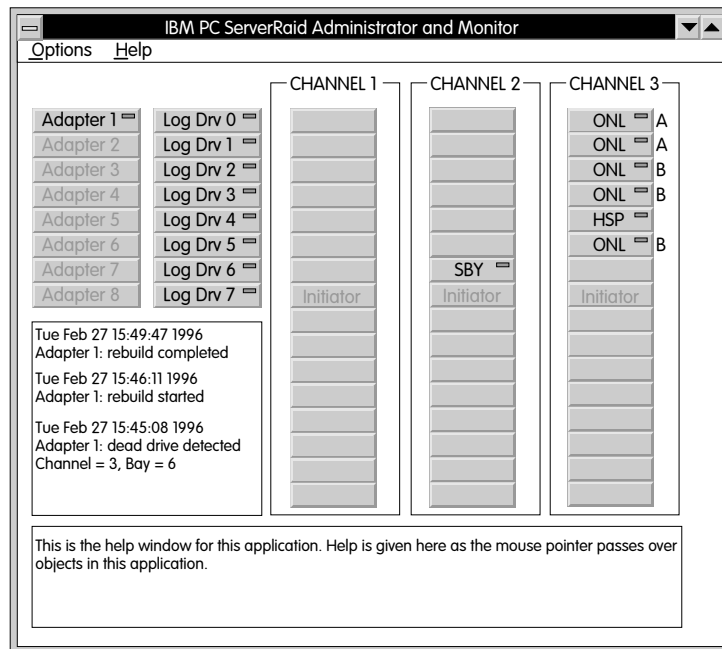 IBM PC ServerRaid Administrator and Monitor
Options Help
CHANNEL 1 CHANNEL 2 CHANNEL 3
Adapter 1 Log Drv 0 ONL A
Adapter 2 Log Drv 1 ONL A
Adapter 3 Log Drv 2 ONL B
Adapter 4 Log Drv 3 ONL B
Adapter 5 Log Drv 4 HSP
Adapter 6 Log Drv 5 ONL B
Adapter 7 Log Drv 6 SBY
Adapter 8 Log Drv 7 Initiator Initiator Initiator
Tue Feb 27 15:49:47 1996
Adapter 1: rebuild completed
Tue Feb 27 15:46:11 1996
Adapter 1: rebuild started
Tue Feb 27 15:45:08 1996
Adapter 1: dead drive detected
Channel = 3, Bay = 6
This is the help window for this application. Help is given here as the mouse pointer passes over
objects in this application.